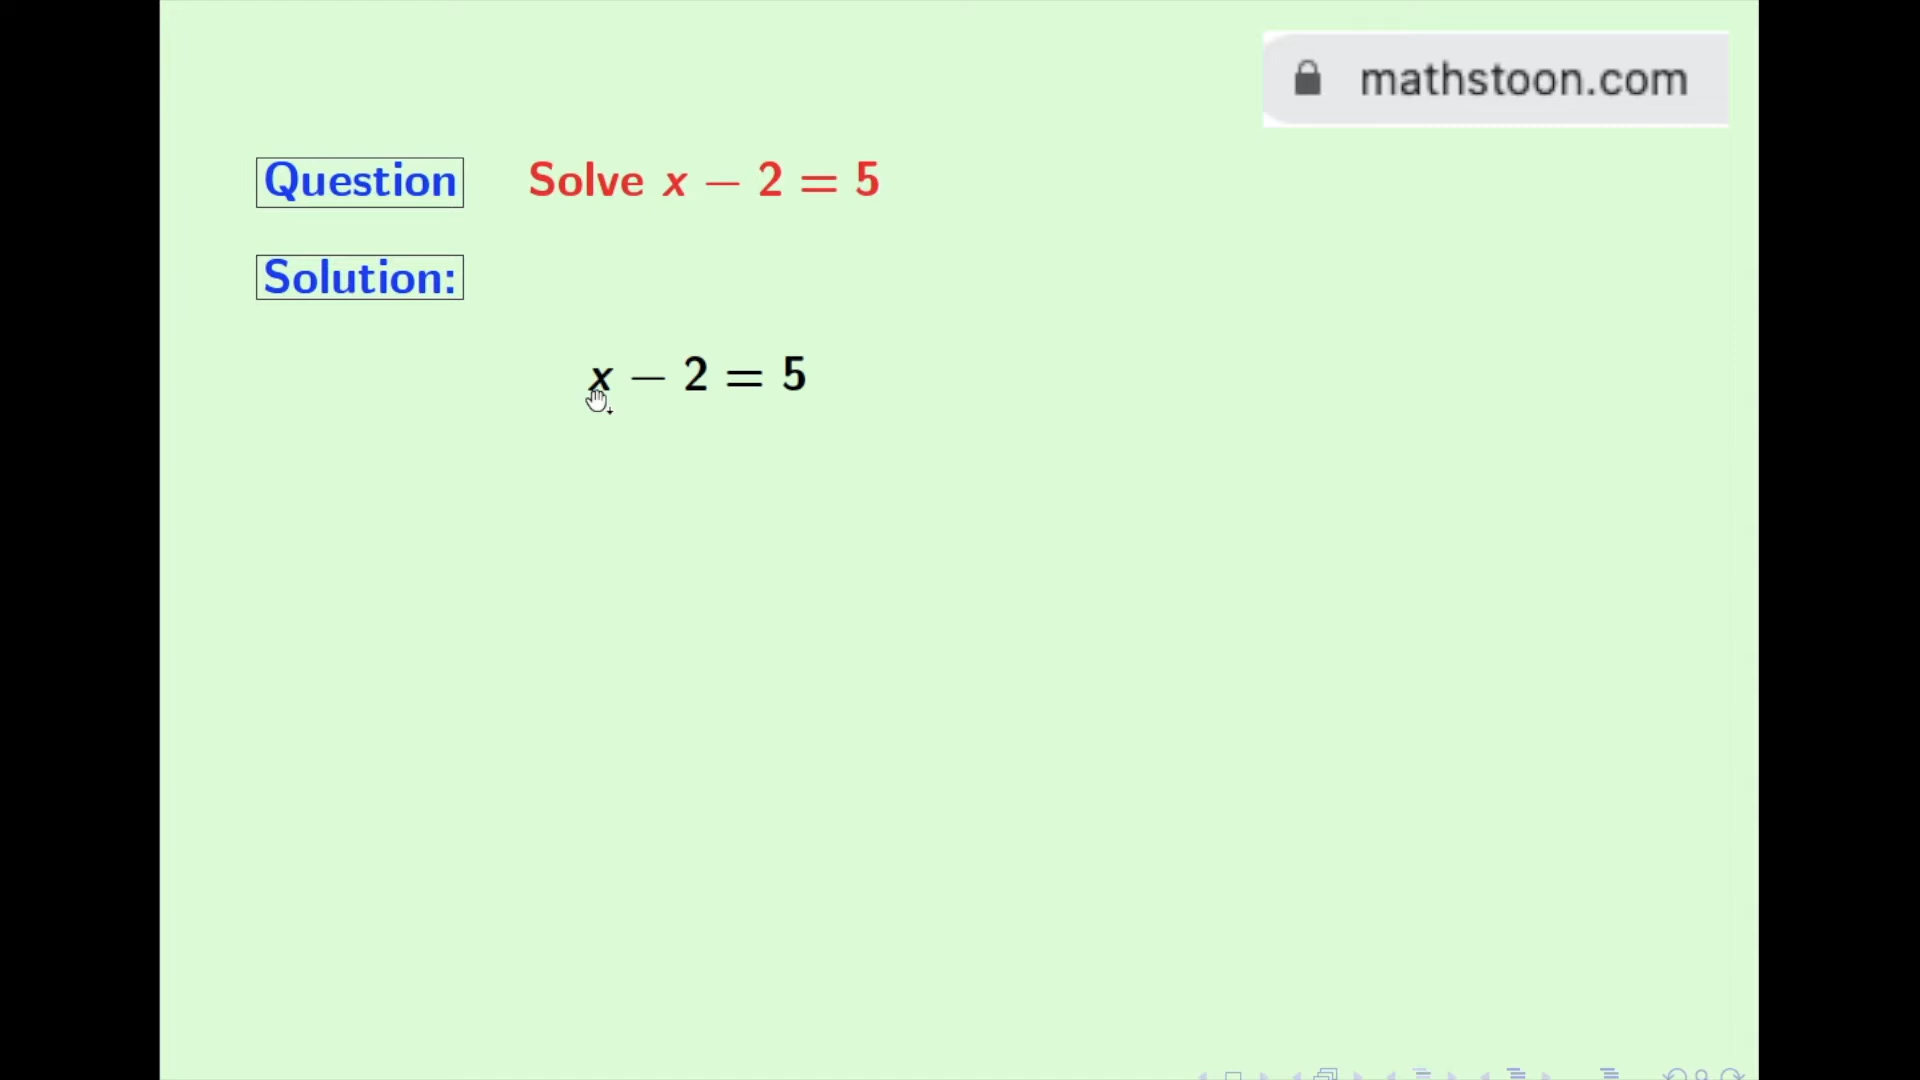 mathstoon.com
Question Solve x − 2 = 5
Solution:
x − 2 = 5